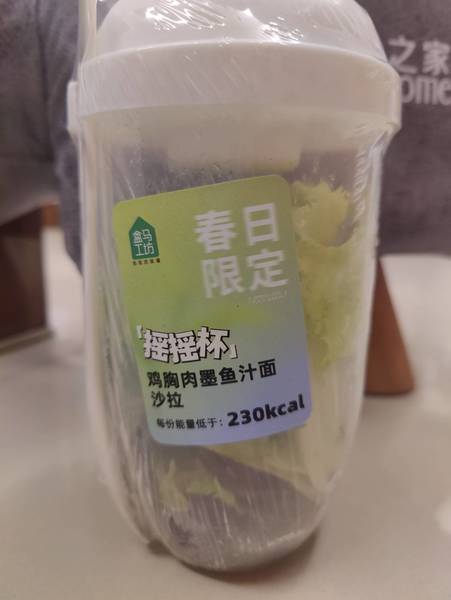 之家
ome
盒马
工坊
春日
限定
「摇摇杯」
鸡胸肉墨鱼汁面
沙拉
每份能量低于：230kcal